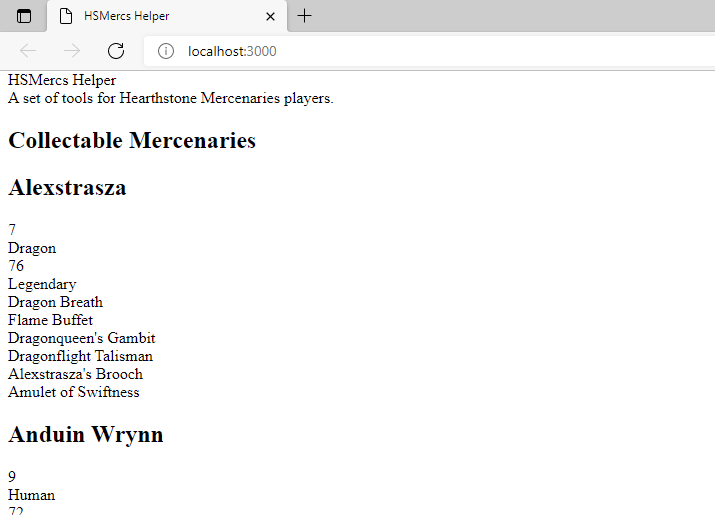 HSMercs Helper
localhost:3000
HSMercs Helper
A set of tools for Hearthstone Mercenaries players.
Collectable Mercenaries
Alexstrasza
7
Dragon
76
Legendary
Dragon Breath
Flame Buffet
Dragonqueen's Gambit
Dragonflight Talisman
Alexstrasza's Brooch
Amulet of Swiftness
Anduin Wrynn
9
Human
72